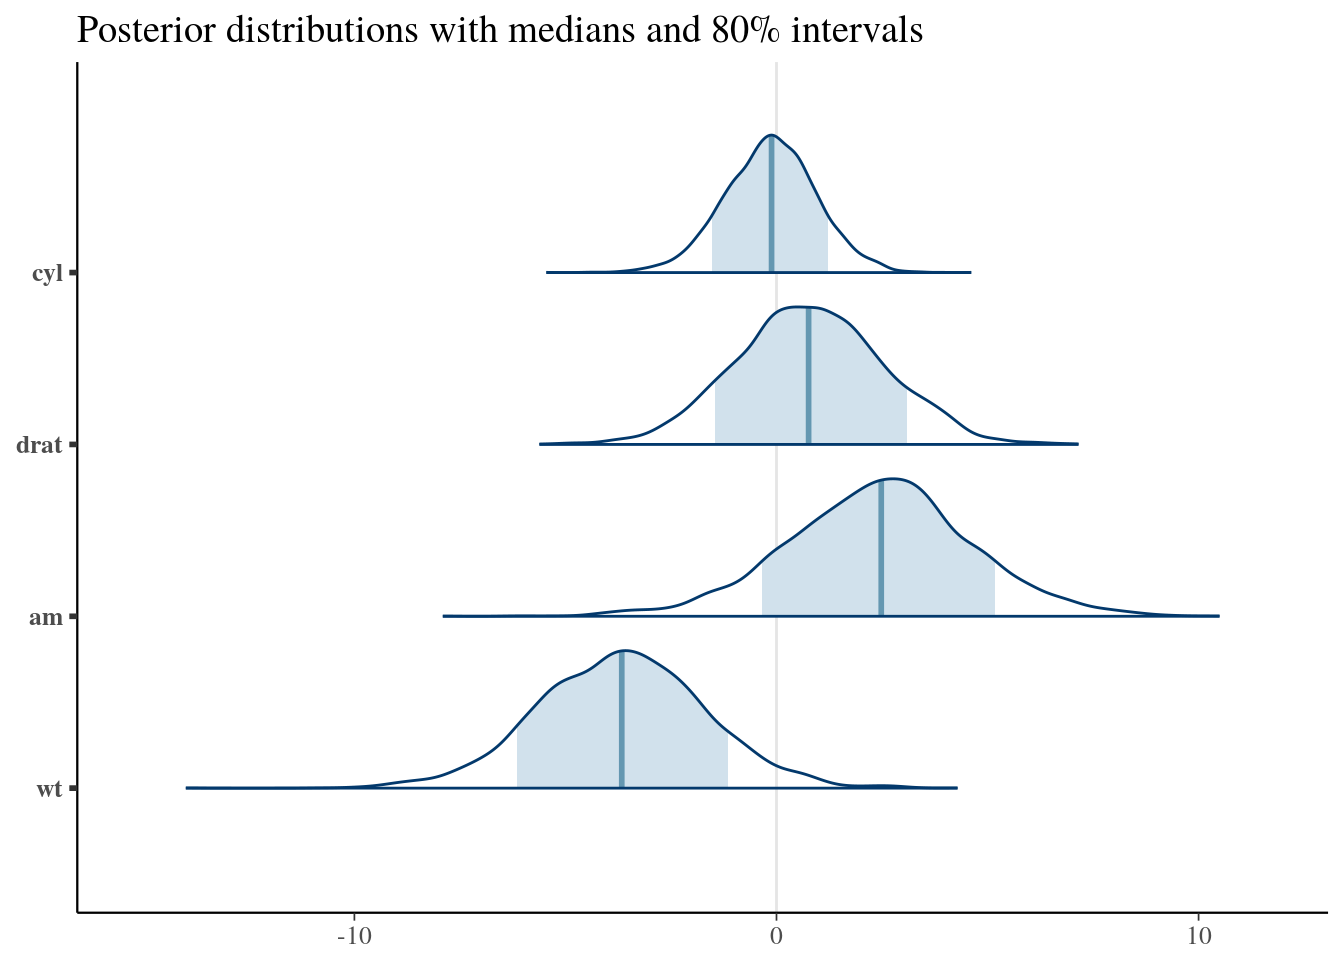 Posterior distributions with medians and 80% intervals
cyl
drat
am
wt
-10 0 10